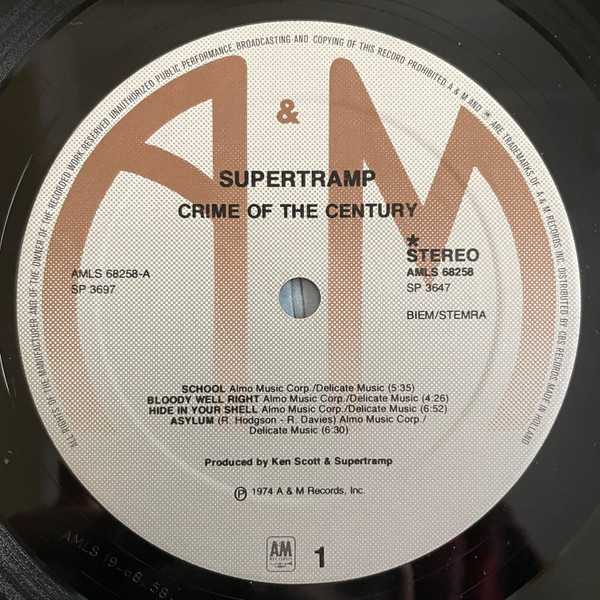 ALL RIGHTS OF THE MANUFACTURER AND OF THE OWNER OF THE RECORDED WORK RESERVED UNAUTHORIZED PUBLIC PERFORMANCE, BROADCASTING AND COPYING OF THIS RECORD PROHIBITED. A & M AND ARE TRADEMARKS OF A & M RECORDS INC. DISTRIBUTED BY CBS RECORDS. MADE IN HOLLAND
A & M
SUPERTRAMP
CRIME OF THE CENTURY
AMLS 68258-A
SP 3697
* STEREO
AMLS 68258
SP 3647
BIEM/STEMRA
SCHOOL Almo Music Corp./Delicate Music (5:35)
BLOODY WELL RIGHT Almo Music Corp./Delicate Music (4:26)
HIDE IN YOUR SHELL Almo Music Corp./Delicate Music (6:52)
ASYLUM (R. Hodgson - R. Davies) Almo Music Corp./
Delicate Music (6:30)
Produced by Ken Scott & Supertramp
℗ 1974 A & M Records, Inc.
AM
RECORDS
1